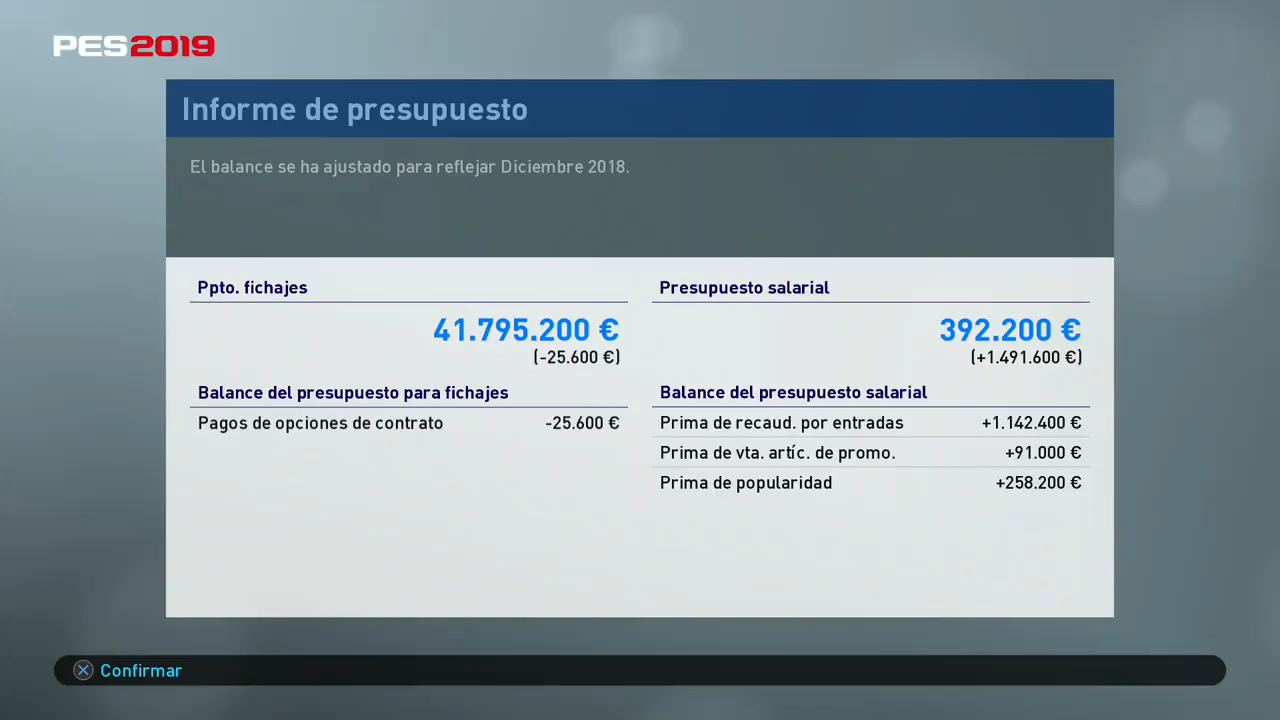 PES2019
Informe de presupuesto
El balance se ha ajustado para reflejar Diciembre 2018.
Ppto. fichajes
41.795.200 €
(-25.600 €)
Balance del presupuesto para fichajes
Pagos de opciones de contrato -25.600 €
Presupuesto salarial
392.200 €
(+1.491.600 €)
Balance del presupuesto salarial
Prima de recaud. por entradas +1.142.400 €
Prima de vta. artíc. de promo. +91.000 €
Prima de popularidad +258.200 €
Confirmar